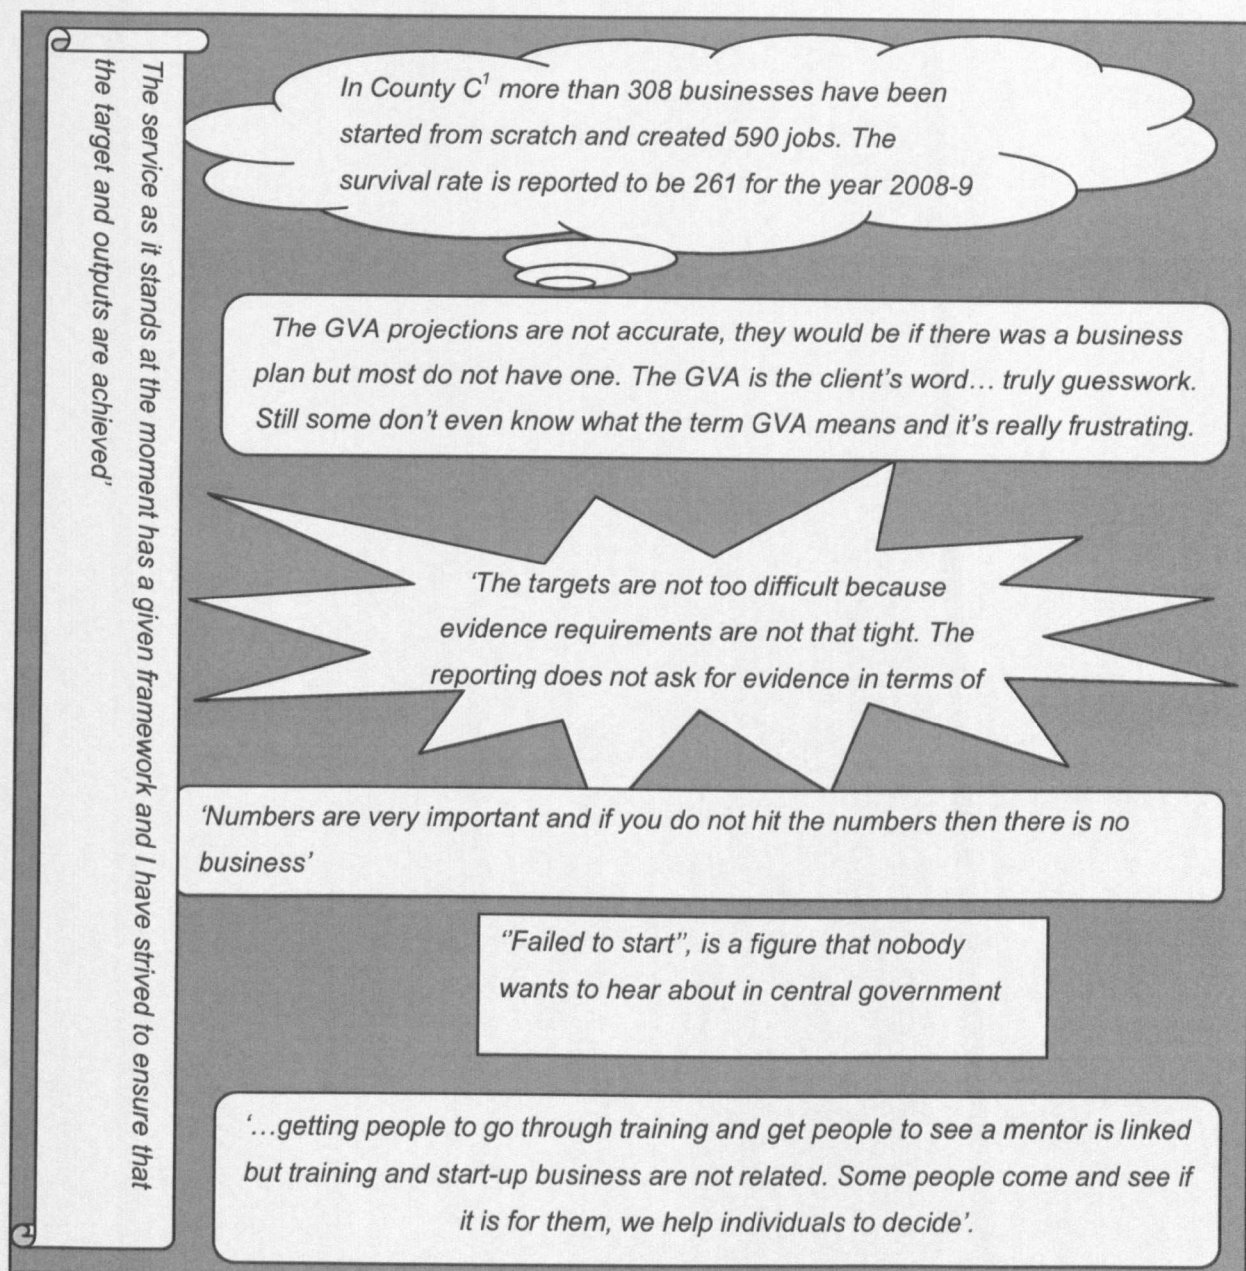 The service as it stands at the moment has a given framework and I have strived to ensure that
the target and outputs are achieved’
In County C¹ more than 308 businesses have been
started from scratch and created 590 jobs. The
survival rate is reported to be 261 for the year 2008-9
The GVA projections are not accurate, they would be if there was a business
plan but most do not have one. The GVA is the client’s word… truly guesswork.
Still some don’t even know what the term GVA means and it’s really frustrating.
‘The targets are not too difficult because
evidence requirements are not that tight. The
reporting does not ask for evidence in terms of
‘Numbers are very important and if you do not hit the numbers then there is no
business’
‘’Failed to start’’, is a figure that nobody
wants to hear about in central government
‘…getting people to go through training and get people to see a mentor is linked
but training and start-up business are not related. Some people come and see if
it is for them, we help individuals to decide’.